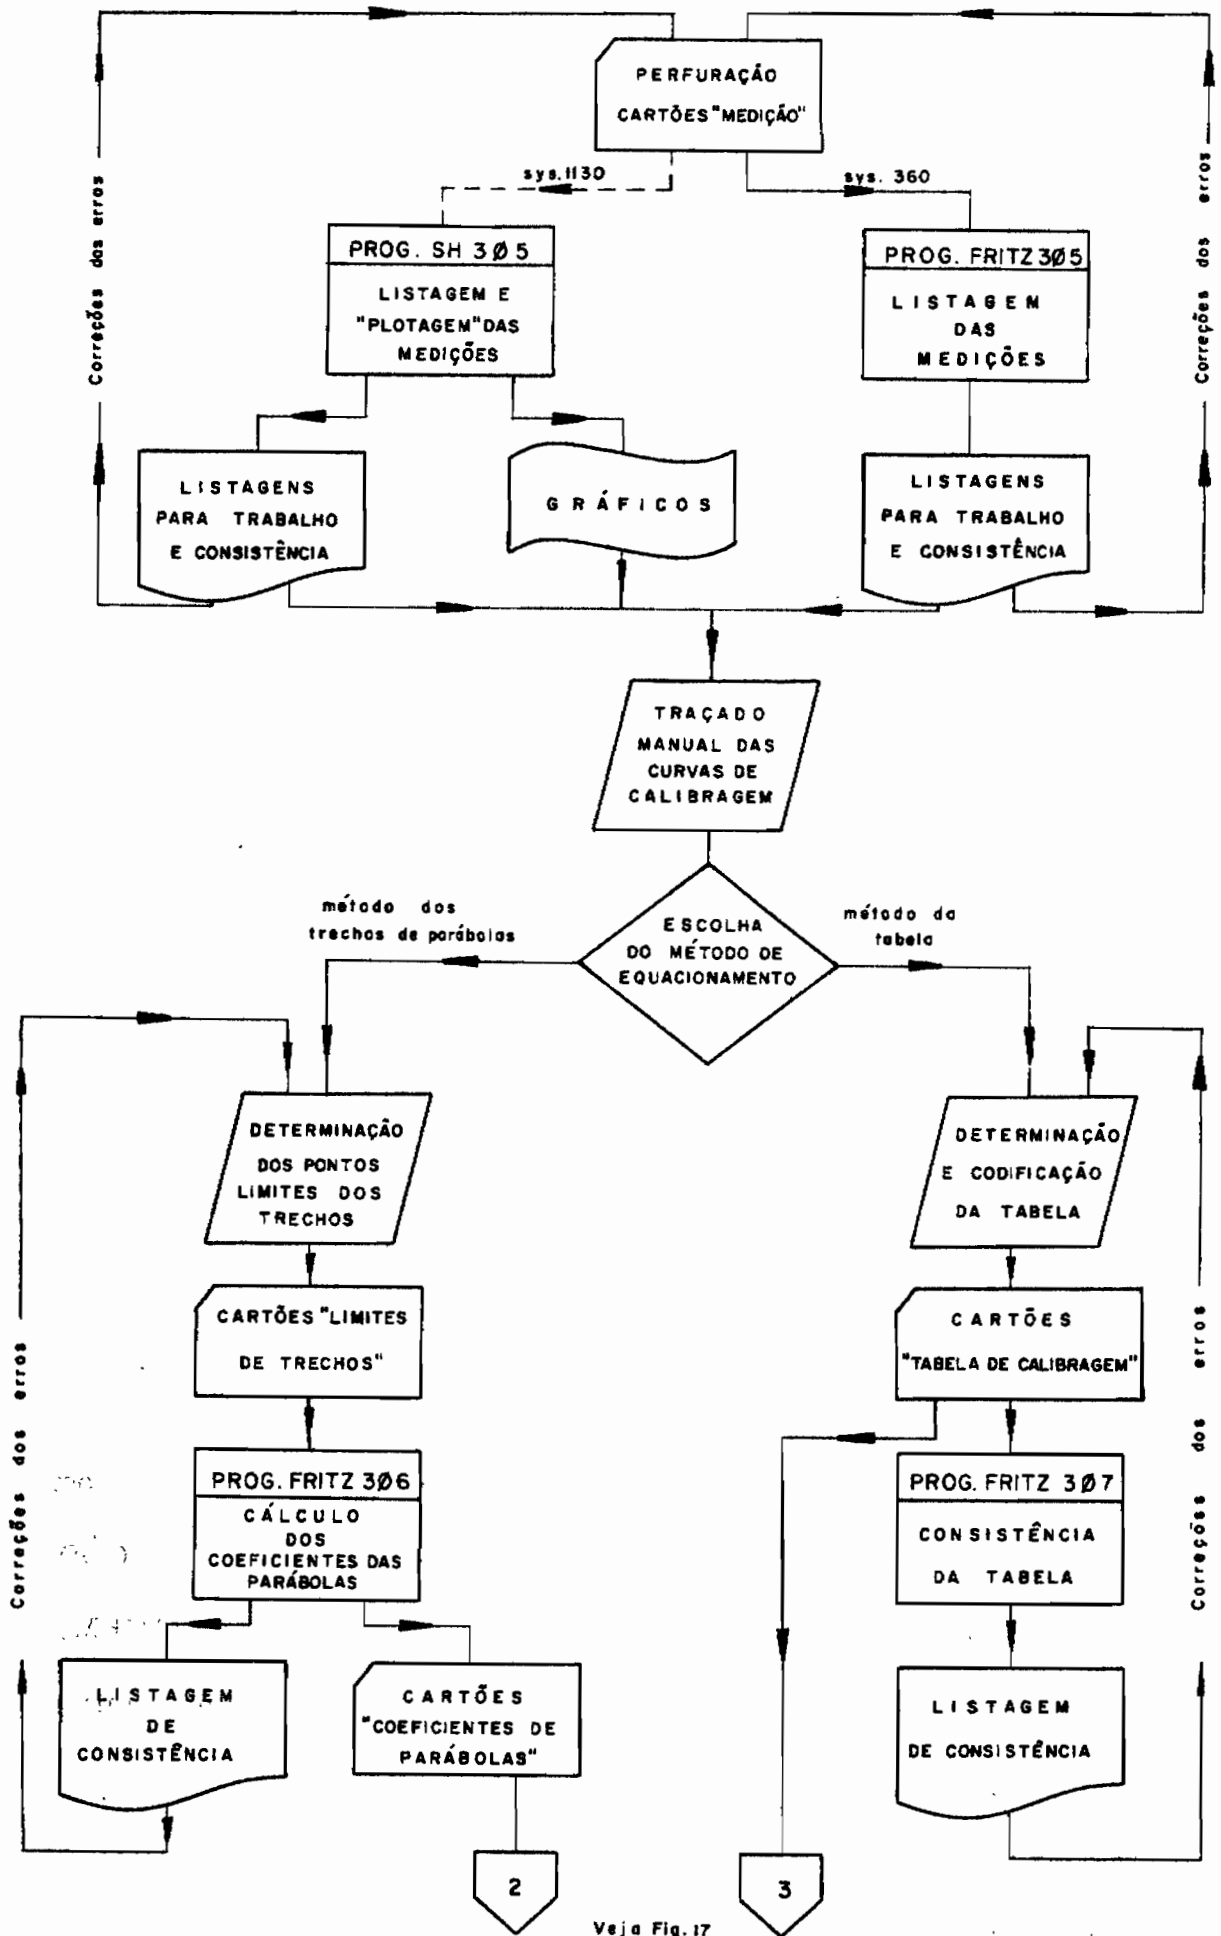 PERFURAÇÃO
CARTÕES "MEDIÇÃO"
sys.1130
sys. 360
Correções dos erros
Correções dos erros
PROG. SH 3Ø5
LISTAGEM E
"PLOTAGEM" DAS
MEDIÇÕES
PROG. FRITZ 3Ø5
LISTAGEM
DAS
MEDIÇÕES
LISTAGENS
PARA TRABALHO
E CONSISTÊNCIA
GRÁFICOS
LISTAGENS
PARA TRABALHO
E CONSISTÊNCIA
TRAÇADO
MANUAL DAS
CURVAS DE
CALIBRAGEM
método dos
trechos de parábolas
ESCOLHA
DO MÉTODO DE
EQUACIONAMENTO
método da
tabela
DETERMINAÇÃO
DOS PONTOS
LIMITES DOS
TRECHOS
DETERMINAÇÃO
E CODIFICAÇÃO
DA TABELA
CARTÕES "LIMITES
DE TRECHOS"
CARTÕES
"TABELA DE CALIBRAGEM"
Correções dos erros
Correções dos erros
PROG. FRITZ 3Ø6
CÁLCULO
DOS
COEFICIENTES DAS
PARÁBOLAS
PROG. FRITZ 3Ø7
CONSISTÊNCIA
DA TABELA
LISTAGEM
DE
CONSISTÊNCIA
CARTÕES
"COEFICIENTES DE
PARÁBOLAS"
LISTAGEM
DE CONSISTÊNCIA
2
3
Veja Fig. 17